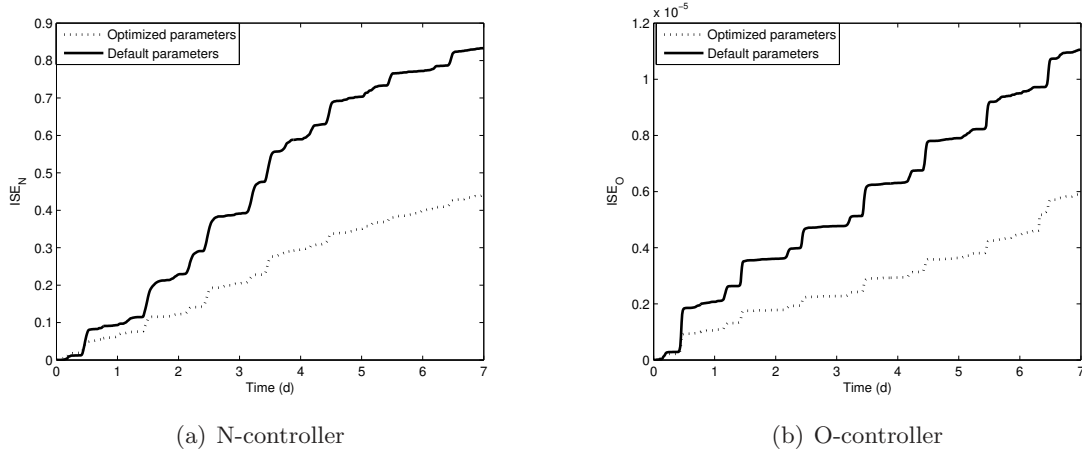 0.9
0.8
0.7
0.6
0.5
0.4
0.3
0.2
0.1
0
ISE_N
Optimized parameters
Default parameters
0 1 2 3 4 5 6 7
Time (d)
(a) N-controller
x 10^-5
1.2
1
0.8
0.6
0.4
0.2
0
ISE_O
Optimized parameters
Default parameters
0 1 2 3 4 5 6 7
Time (d)
(b) O-controller